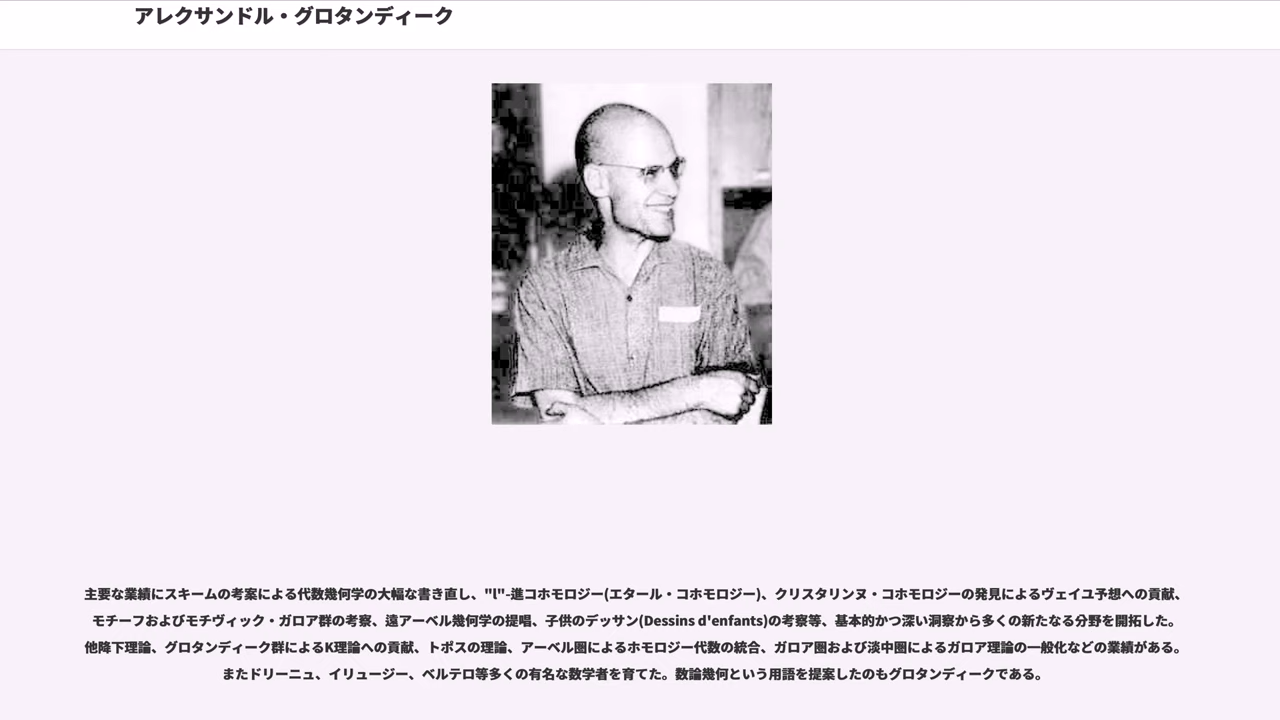 アレクサンドル・グロタンディーク
主要な業績にスキームの考案による代数幾何学の大幅な書き直し、"l"-進コホモロジー(エタール・コホモロジー)、クリスタリンヌ・コホモロジーの発見によるヴェイユ予想への貢献、
モチーフおよびモチヴィック・ガロア群の考察、遠アーベル幾何学の提唱、子供のデッサン(Dessins d'enfants)の考察等、基本的かつ深い洞察から多くの新たなる分野を開拓した。
他降下理論、グロタンディーク群によるK理論への貢献、トポスの理論、アーベル圏によるホモロジー代数の統合、ガロア圏および淡中圏によるガロア理論の一般化などの業績がある。
またドリーニュ、イリュージー、ベルテロ等多くの有名な数学者を育てた。数論幾何という用語を提案したのもグロタンディークである。